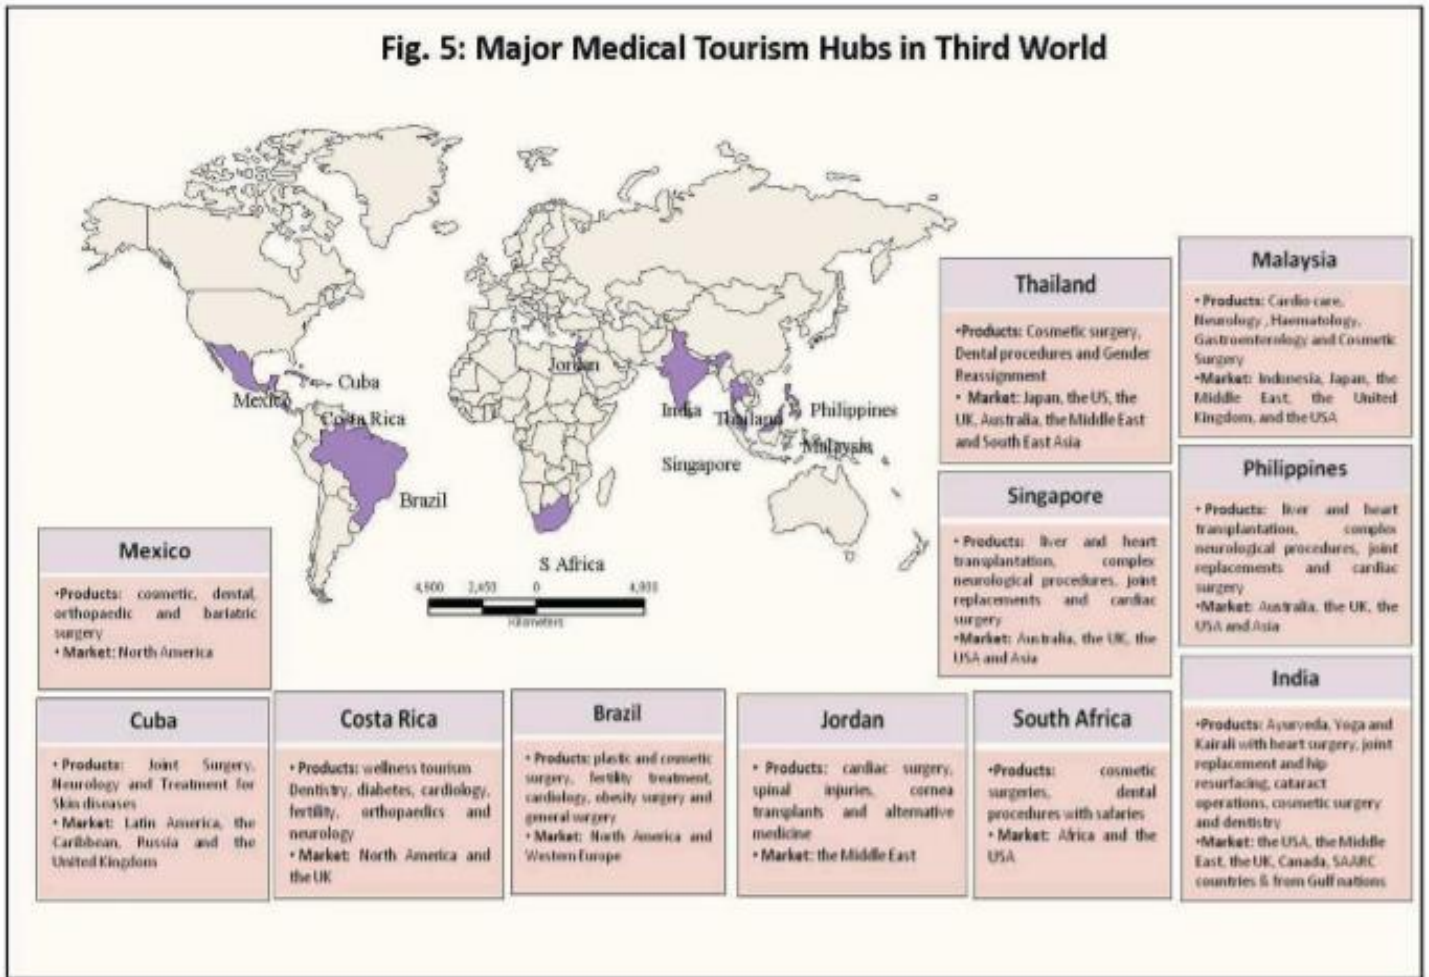 Fig. 5: Major Medical Tourism Hubs in Third World
Cuba
Mexico
Costa Rica
Brazil
Jordan
India
Thailand
Philippines
Malaysia
Singapore
S Africa
4,900 2,450 0 4,900
Kilometers
Thailand
•Products: Cosmetic surgery,
Dental procedures and Gender
Reassignment
• Market: Japan, the US, the
UK, Australia, the Middle East
and South East Asia
Malaysia
• Products: Cardio care,
Neurology , Haematology,
Gastroenterology and Cosmetic
Surgery
•Market: Indonesia, Japan, the
Middle East, the United
Kingdom, and the USA
Singapore
• Products: liver and heart
transplantation, complex
neurological procedures, joint
replacements and cardiac
surgery
•Market: Australia, the UK, the
USA and Asia
Philippines
• Products: liver and heart
transplantation, complex
neurological procedures, joint
replacements and cardiac
surgery
•Market: Australia, the UK, the
USA and Asia
Mexico
•Products: cosmetic, dental,
orthopaedic and bariatric
surgery
• Market: North America
Cuba
• Products: Joint Surgery,
Neurology and Treatment for
Skin diseases
• Market: Latin America, the
Caribbean, Russia and the
United Kingdom
Costa Rica
• Products: wellness tourism
Dentistry, diabetes, cardiology,
fertility, orthopaedics and
neurology
• Market: North America and
the UK
Brazil
• Products: plastic and cosmetic
surgery, fertility treatment,
cardiology, obesity surgery and
general surgery
• Market: North America and
Western Europe
Jordan
• Products: cardiac surgery,
spinal injuries, cornea
transplants and alternative
medicine
• Market: the Middle East
South Africa
•Products: cosmetic
surgeries, dental
procedures with salaries
• Market: Africa and the
USA
India
•Products: Ayurveda, Yoga and
Kairali with heart surgery, joint
replacement and hip
resurfacing, cataract
operations, cosmetic surgery
and dentistry
•Market: the USA, the Middle
East, the UK, Canada, SAARC
countries & from Gulf nations